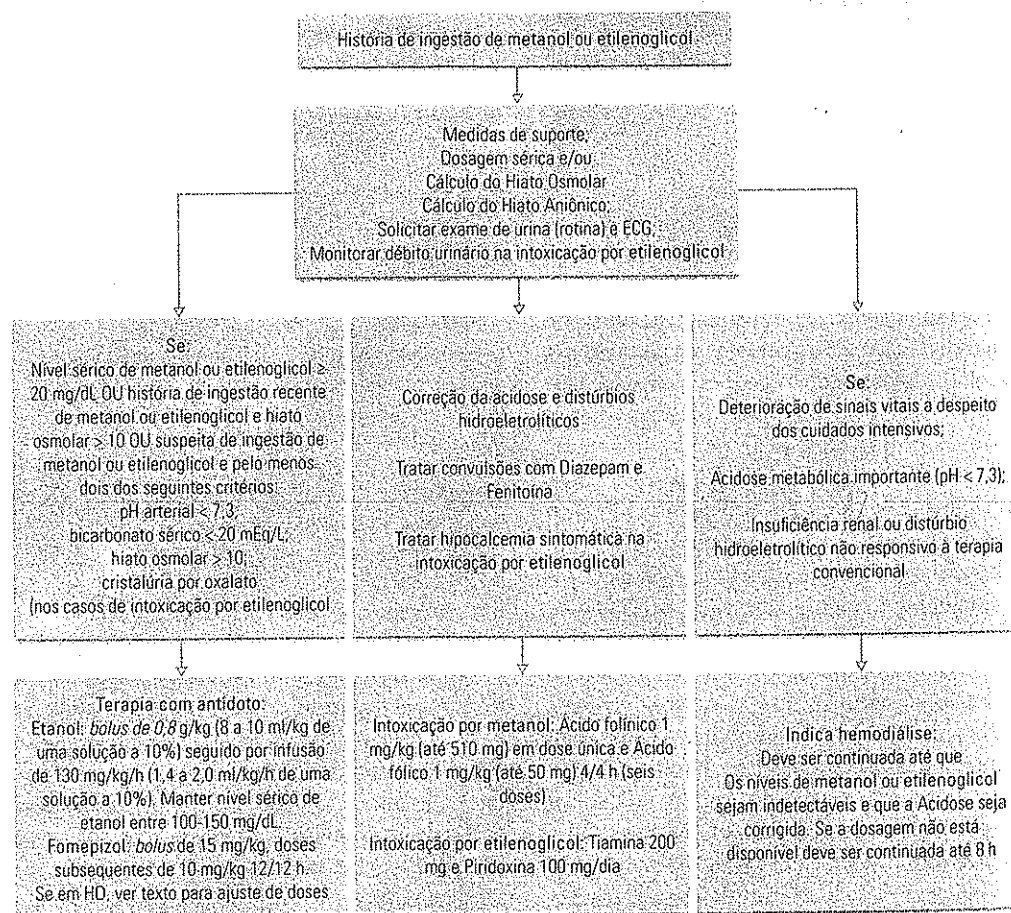 História de ingestão de metanol ou etilenoglicol
Medidas de suporte;
Dosagem sérica e/ou
Cálculo do Hiato Osmolar
Cálculo do Hiato Aniônico;
Solicitar exame de urina (rotina) e ECG;
Monitorar débito urinário na intoxicação por etilenoglicol
Se:
Nível sérico de metanol ou etilenoglicol ≥
20 mg/dL OU história de ingestão recente
de metanol ou etilenoglicol e hiato
osmolar > 10 OU suspeita de ingestão de
metanol ou etilenoglicol e pelo menos
dois dos seguintes critérios:
pH arterial < 7,3;
bicarbonato sérico < 20 mEq/L;
hiato osmolar > 10;
cristalúria por oxalato
(nos casos de intoxicação por etilenoglicol
Terapia com antídoto:
Etanol: bolus de 0,8 g/kg (8 a 10 ml/kg de
uma solução a 10%) seguido por infusão
de 130 mg/kg/h (1,4 a 2,0 ml/kg/h de uma
solução a 10%). Manter nível sérico de
etanol entre 100-150 mg/dL.
Fomepizol: bolus de 15 mg/kg, doses
subsequentes de 10 mg/kg 12/12 h.
Se em HD, ver texto para ajuste de doses
Correção da acidose e distúrbios
hidroeletrolíticos
Tratar convulsões com Diazepam e
Fenitoína
Tratar hipocalcemia sintomática na
intoxicação por etilenoglicol
Intoxicação por metanol: Ácido folínico 1
mg/kg (até 510 mg) em dose única e Ácido
fólico 1 mg/kg (até 50 mg) 4/4 h (seis
doses)
Intoxicação por etilenoglicol: Tiamina 200
mg e Piridoxina 100 mg/dia
Se:
Deterioração de sinais vitais a despeito
dos cuidados intensivos;
Acidose metabólica importante (pH < 7,3);
Insuficiência renal ou distúrbio
hidroeletrolítico não responsivo à terapia
convencional
Indica hemodiálise:
Deve ser continuada até que
Os níveis de metanol ou etilenoglicol
sejam indetectáveis e que a Acidose seja
corrigida. Se a dosagem não está
disponível deve ser continuada até 8 h